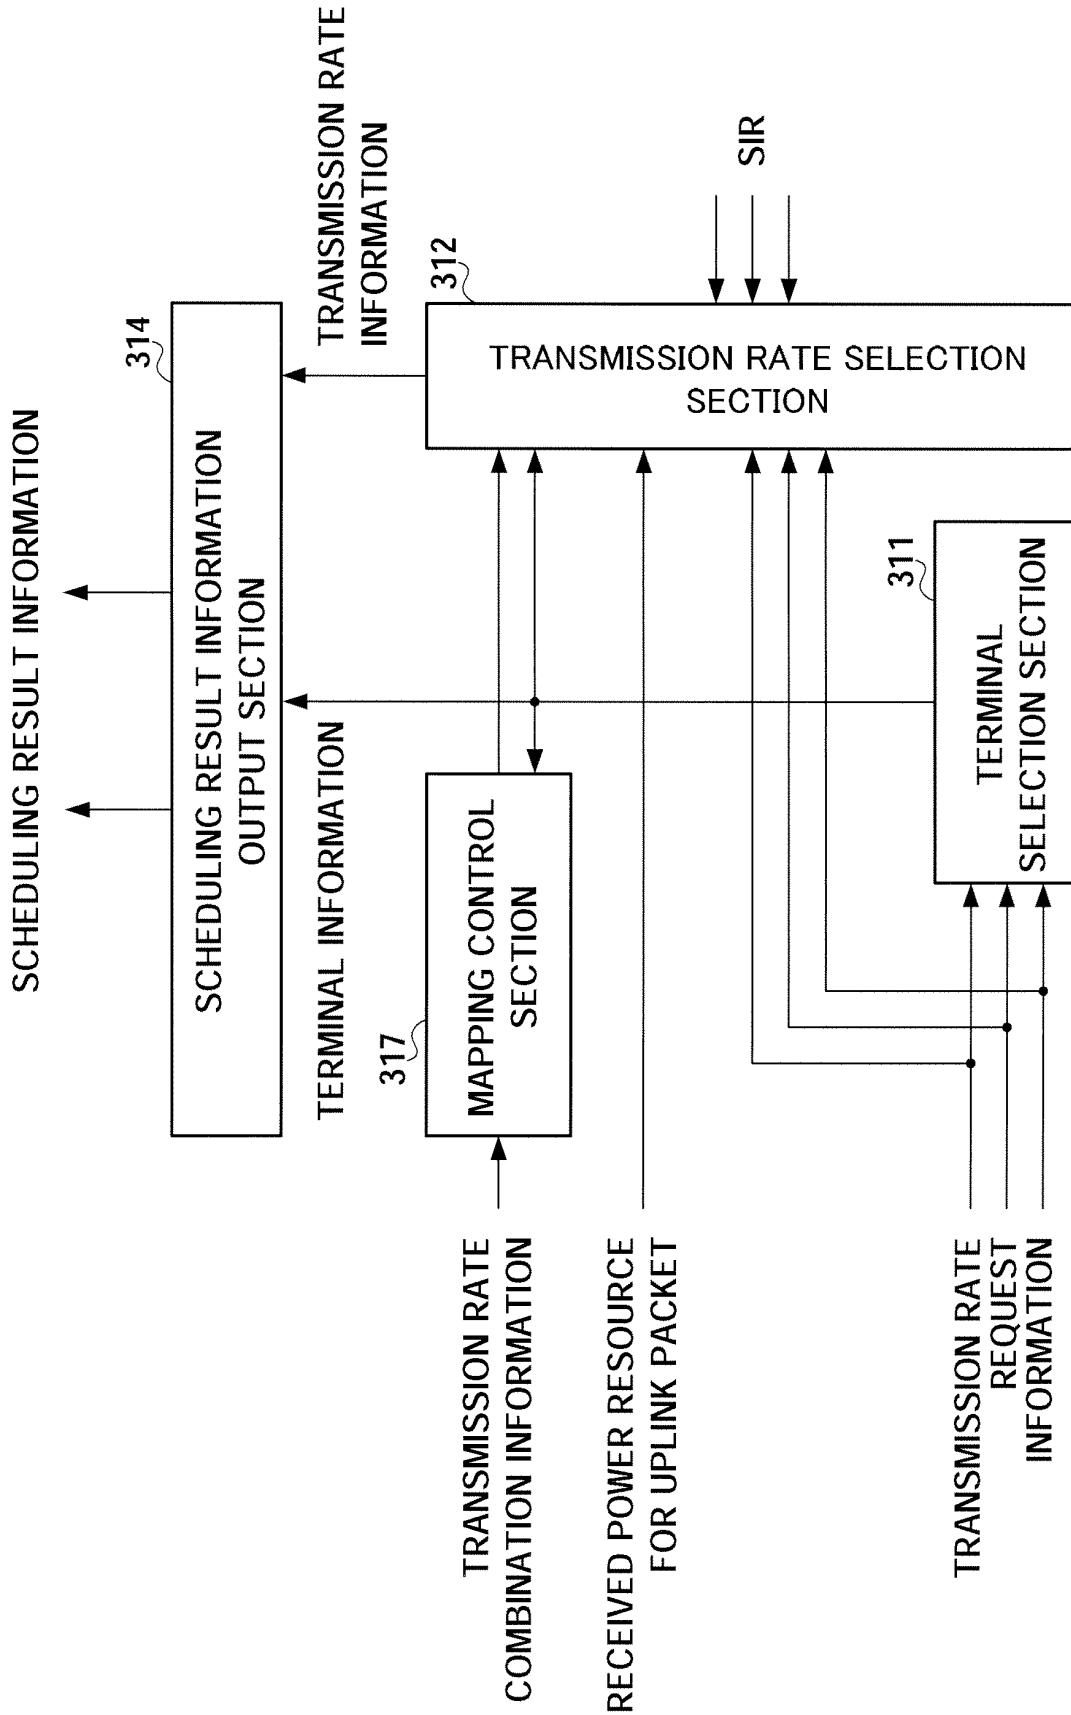 SCHEDULING RESULT INFORMATION
314
SCHEDULING RESULT INFORMATION
OUTPUT SECTION
TERMINAL INFORMATION
TRANSMISSION RATE
INFORMATION
317
MAPPING CONTROL
SECTION
312
TRANSMISSION RATE SELECTION
SECTION
SIR
TRANSMISSION RATE
COMBINATION INFORMATION
RECEIVED POWER RESOURCE
FOR UPLINK PACKET
311
TERMINAL
SELECTION SECTION
TRANSMISSION RATE
REQUEST
INFORMATION